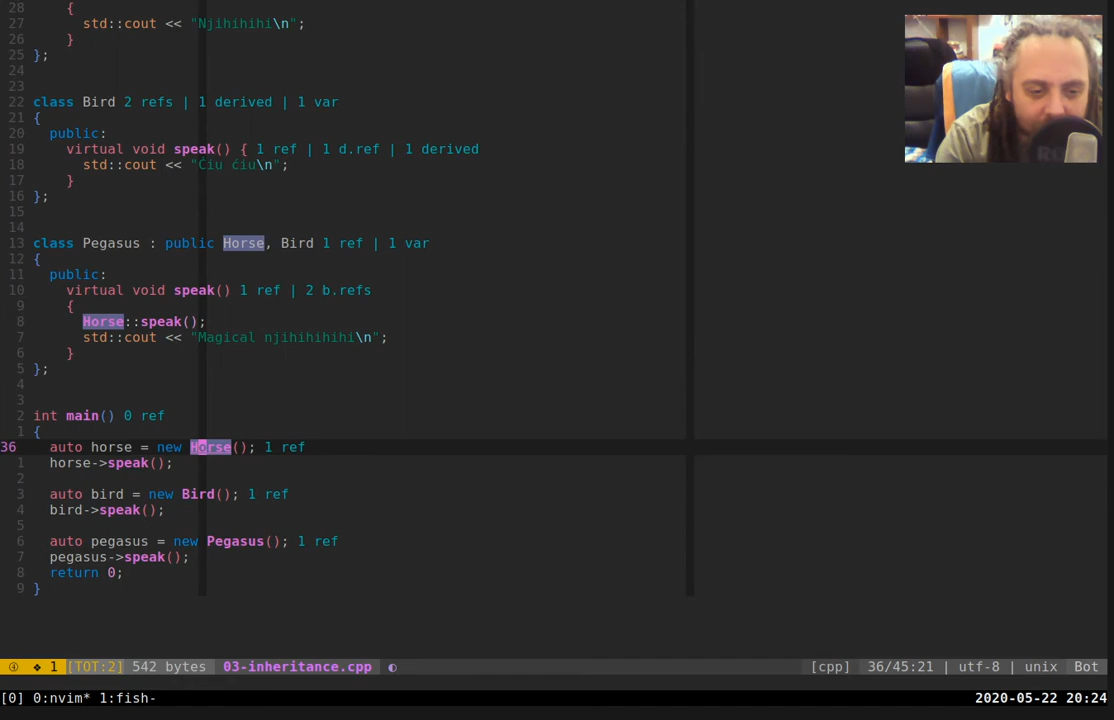 28 {
27 std::cout << "Njihihihi\n";
26 }
25 };
24
23
22 class Bird 2 refs | 1 derived | 1 var
21 {
20 public:
19 virtual void speak() { 1 ref | 1 d.ref | 1 derived
18 std::cout << "Ćiu ćiu\n";
17 }
16 };
15
14
13 class Pegasus : public Horse, Bird 1 ref | 1 var
12 {
11 public:
10 virtual void speak() 1 ref | 2 b.refs
9 {
8 Horse::speak();
7 std::cout << "Magical njihihihihi\n";
6 }
5 };
4
3
2 int main() 0 ref
1 {
36 auto horse = new Horse(); 1 ref
1 horse->speak();
2
3 auto bird = new Bird(); 1 ref
4 bird->speak();
5
6 auto pegasus = new Pegasus(); 1 ref
7 pegasus->speak();
8 return 0;
9 }
④ ❖ 1 [TOT:2] 542 bytes 03-inheritance.cpp ◐ [cpp] 36/45:21 | utf-8 | unix Bot
[0] 0:nvim* 1:fish- 2020-05-22 20:24